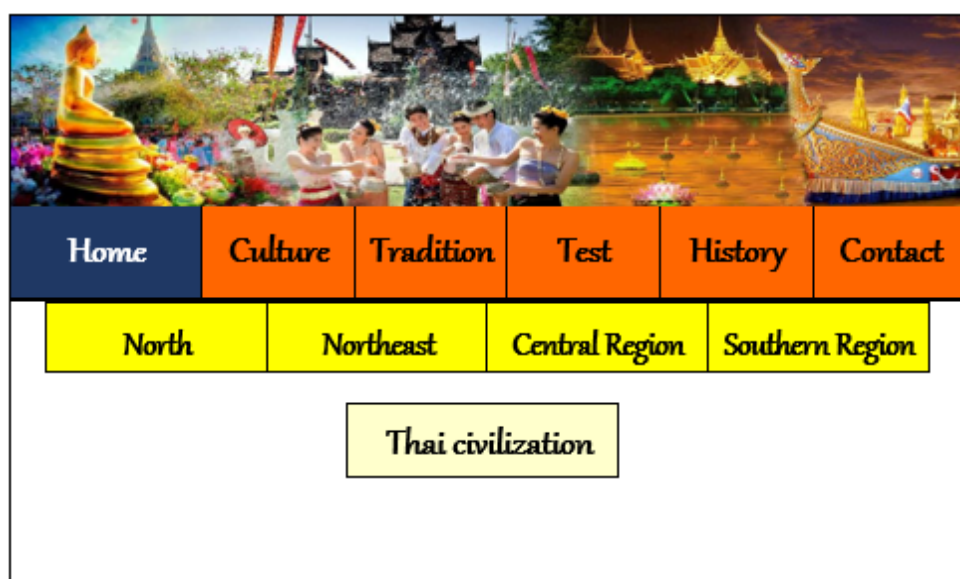 Home Culture Tradition Test History Contact
North Northeast Central Region Southern Region
Thai civilization